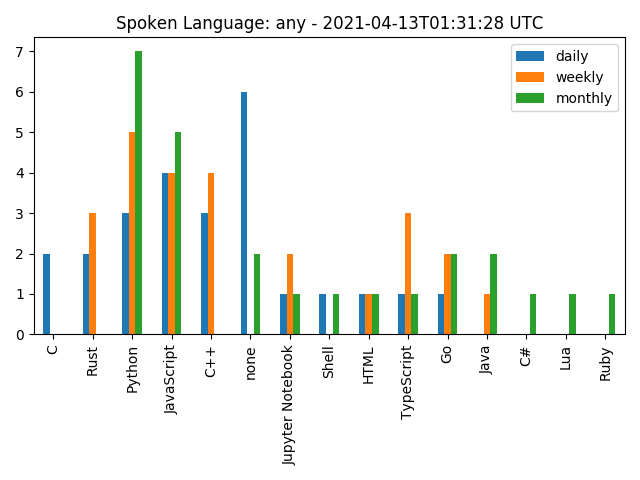 Spoken Language: any - 2021-04-13T01:31:28 UTC
daily
weekly
monthly
7
6
5
4
3
2
1
0
C
Rust
Python
JavaScript
C++
none
Jupyter Notebook
Shell
HTML
TypeScript
Go
Java
C#
Lua
Ruby